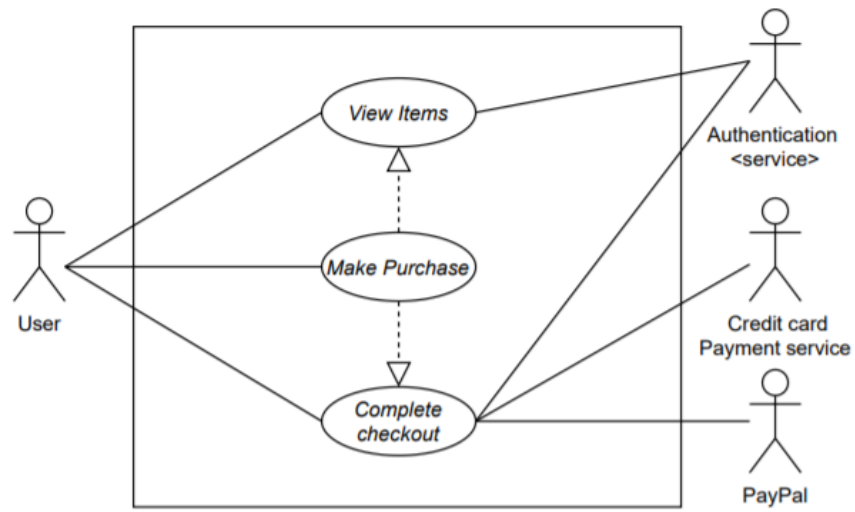 View Items
Authentication
<service>
Make Purchase
User
Credit card
Payment service
Complete
checkout
PayPal